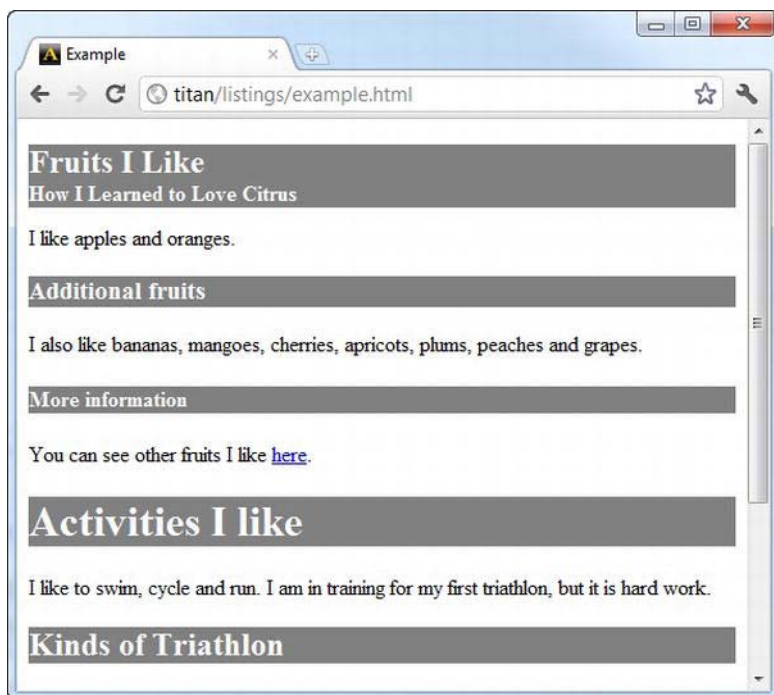 Example
titan/listings/example.html
Fruits I Like
How I Learned to Love Citrus
I like apples and oranges.
Additional fruits
I also like bananas, mangoes, cherries, apricots, plums, peaches and grapes.
More information
You can see other fruits I like here.
Activities I like
I like to swim, cycle and run. I am in training for my first triathlon, but it is hard work.
Kinds of Triathlon